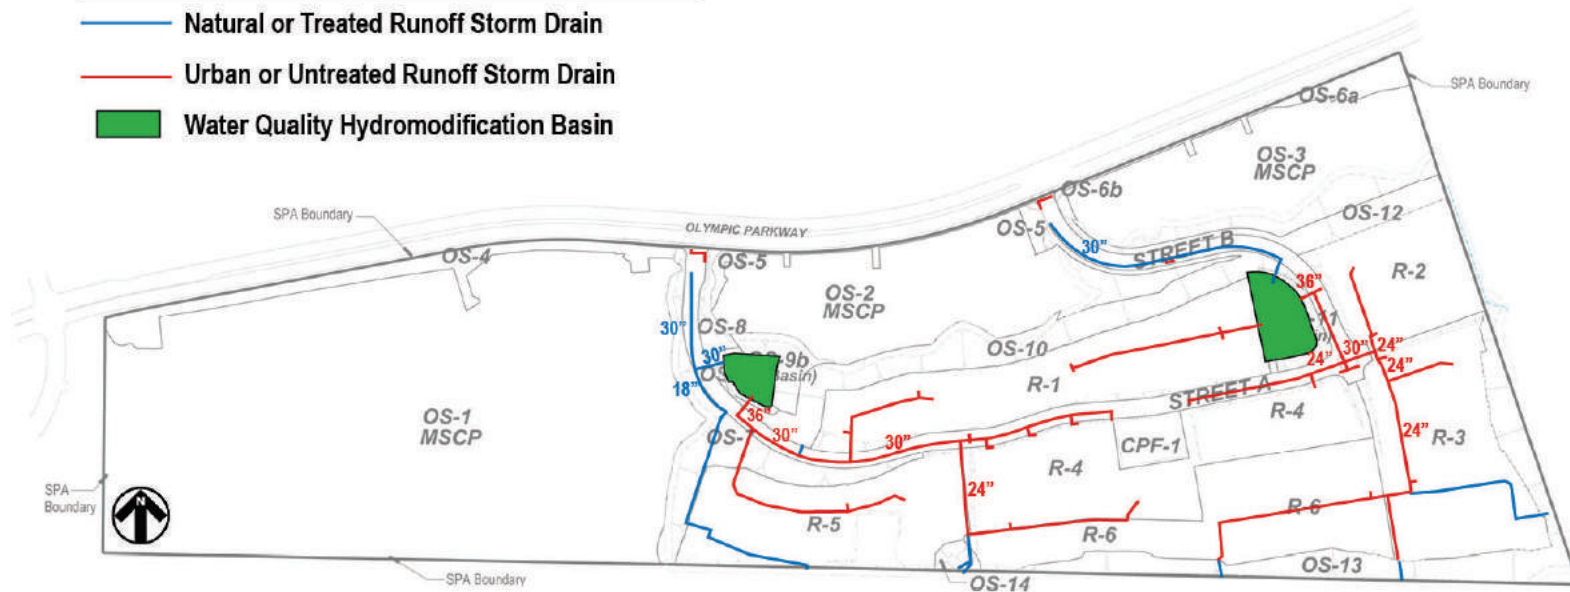 Natural or Treated Runoff Storm Drain
Urban or Untreated Runoff Storm Drain
Water Quality Hydromodification Basin
SPA Boundary
OS-6a
OS-3
MSCP
OS-6b
SPA Boundary
OLYMPIC PARKWAY
OS-5
OS-12
OS-4
OS-5
30"
STREET B
R-2
36"
OS-2
MSCP
30"
OS-8
30"
OS-9b
Basin)
18"
OS-10
24"
30"
24"
24"
R-1
STREET A
OS-1
MSCP
36"
30"
30"
R-4
CPF-1
24"
R-3
R-4
24"
SPA
Boundary
N
R-5
R-6
R-6
OS-13
SPA Boundary
OS-14